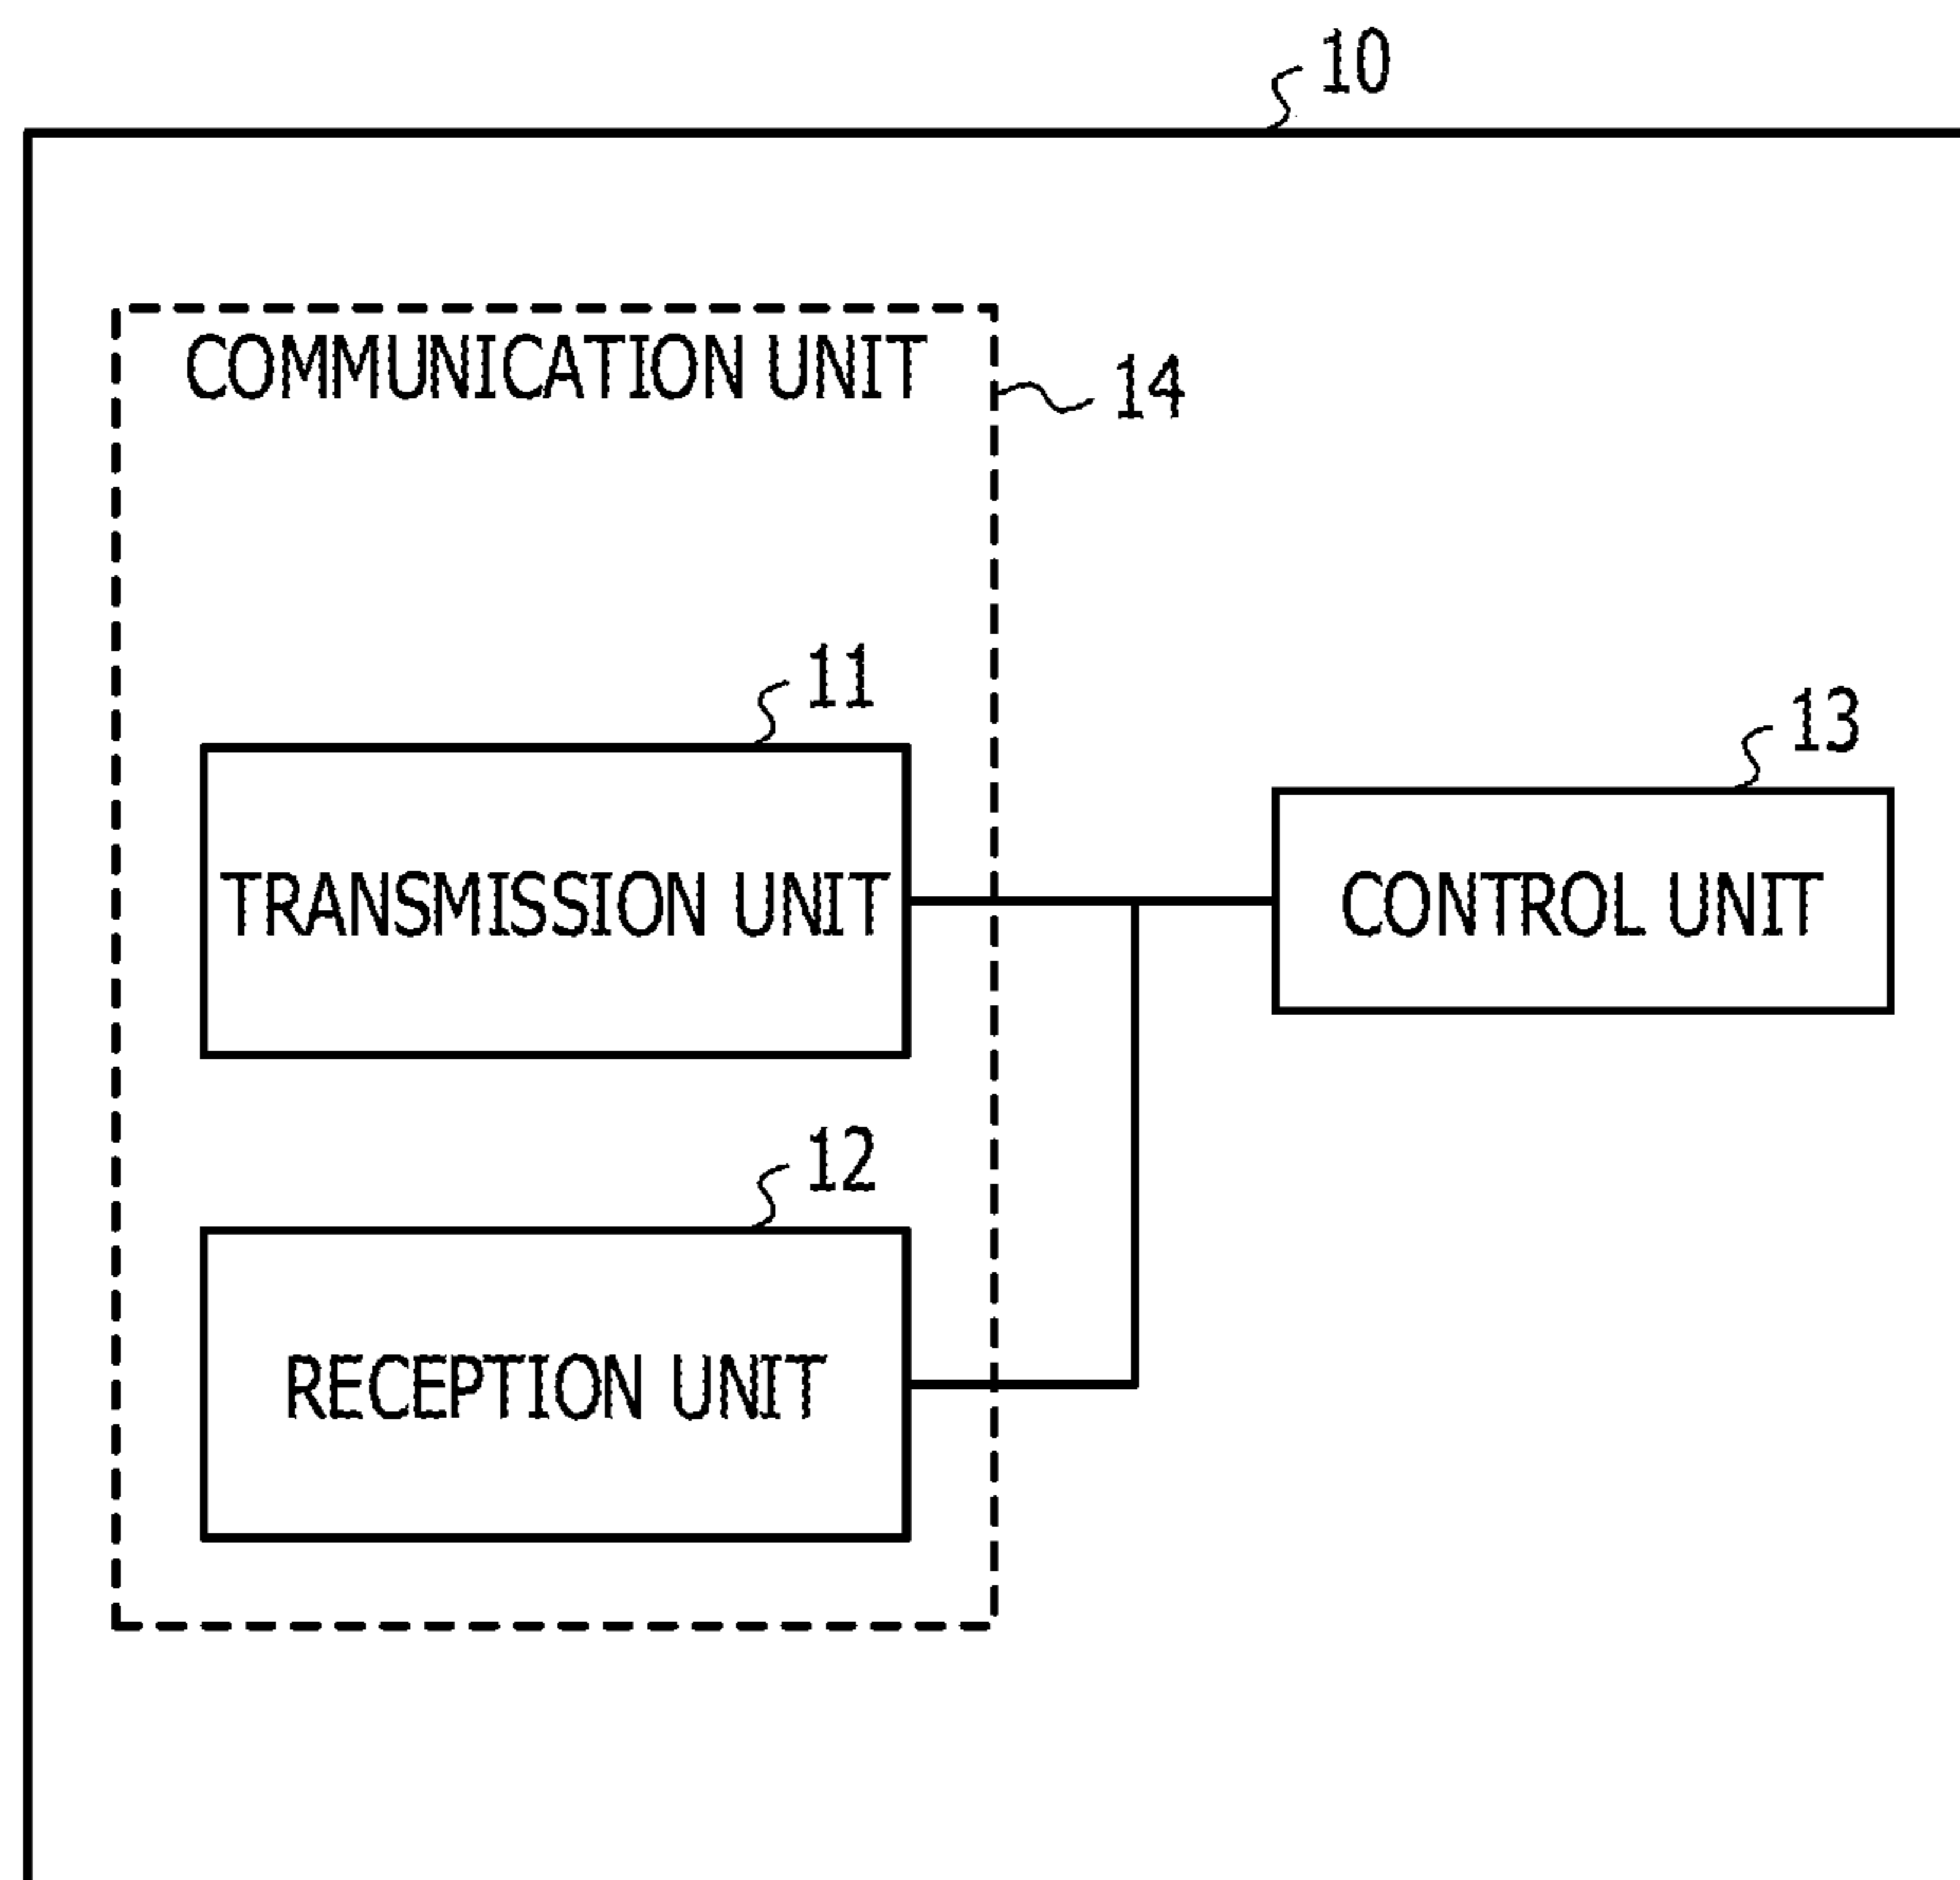 10
COMMUNICATION UNIT
14
11
13
TRANSMISSION UNIT
CONTROL UNIT
12
RECEPTION UNIT